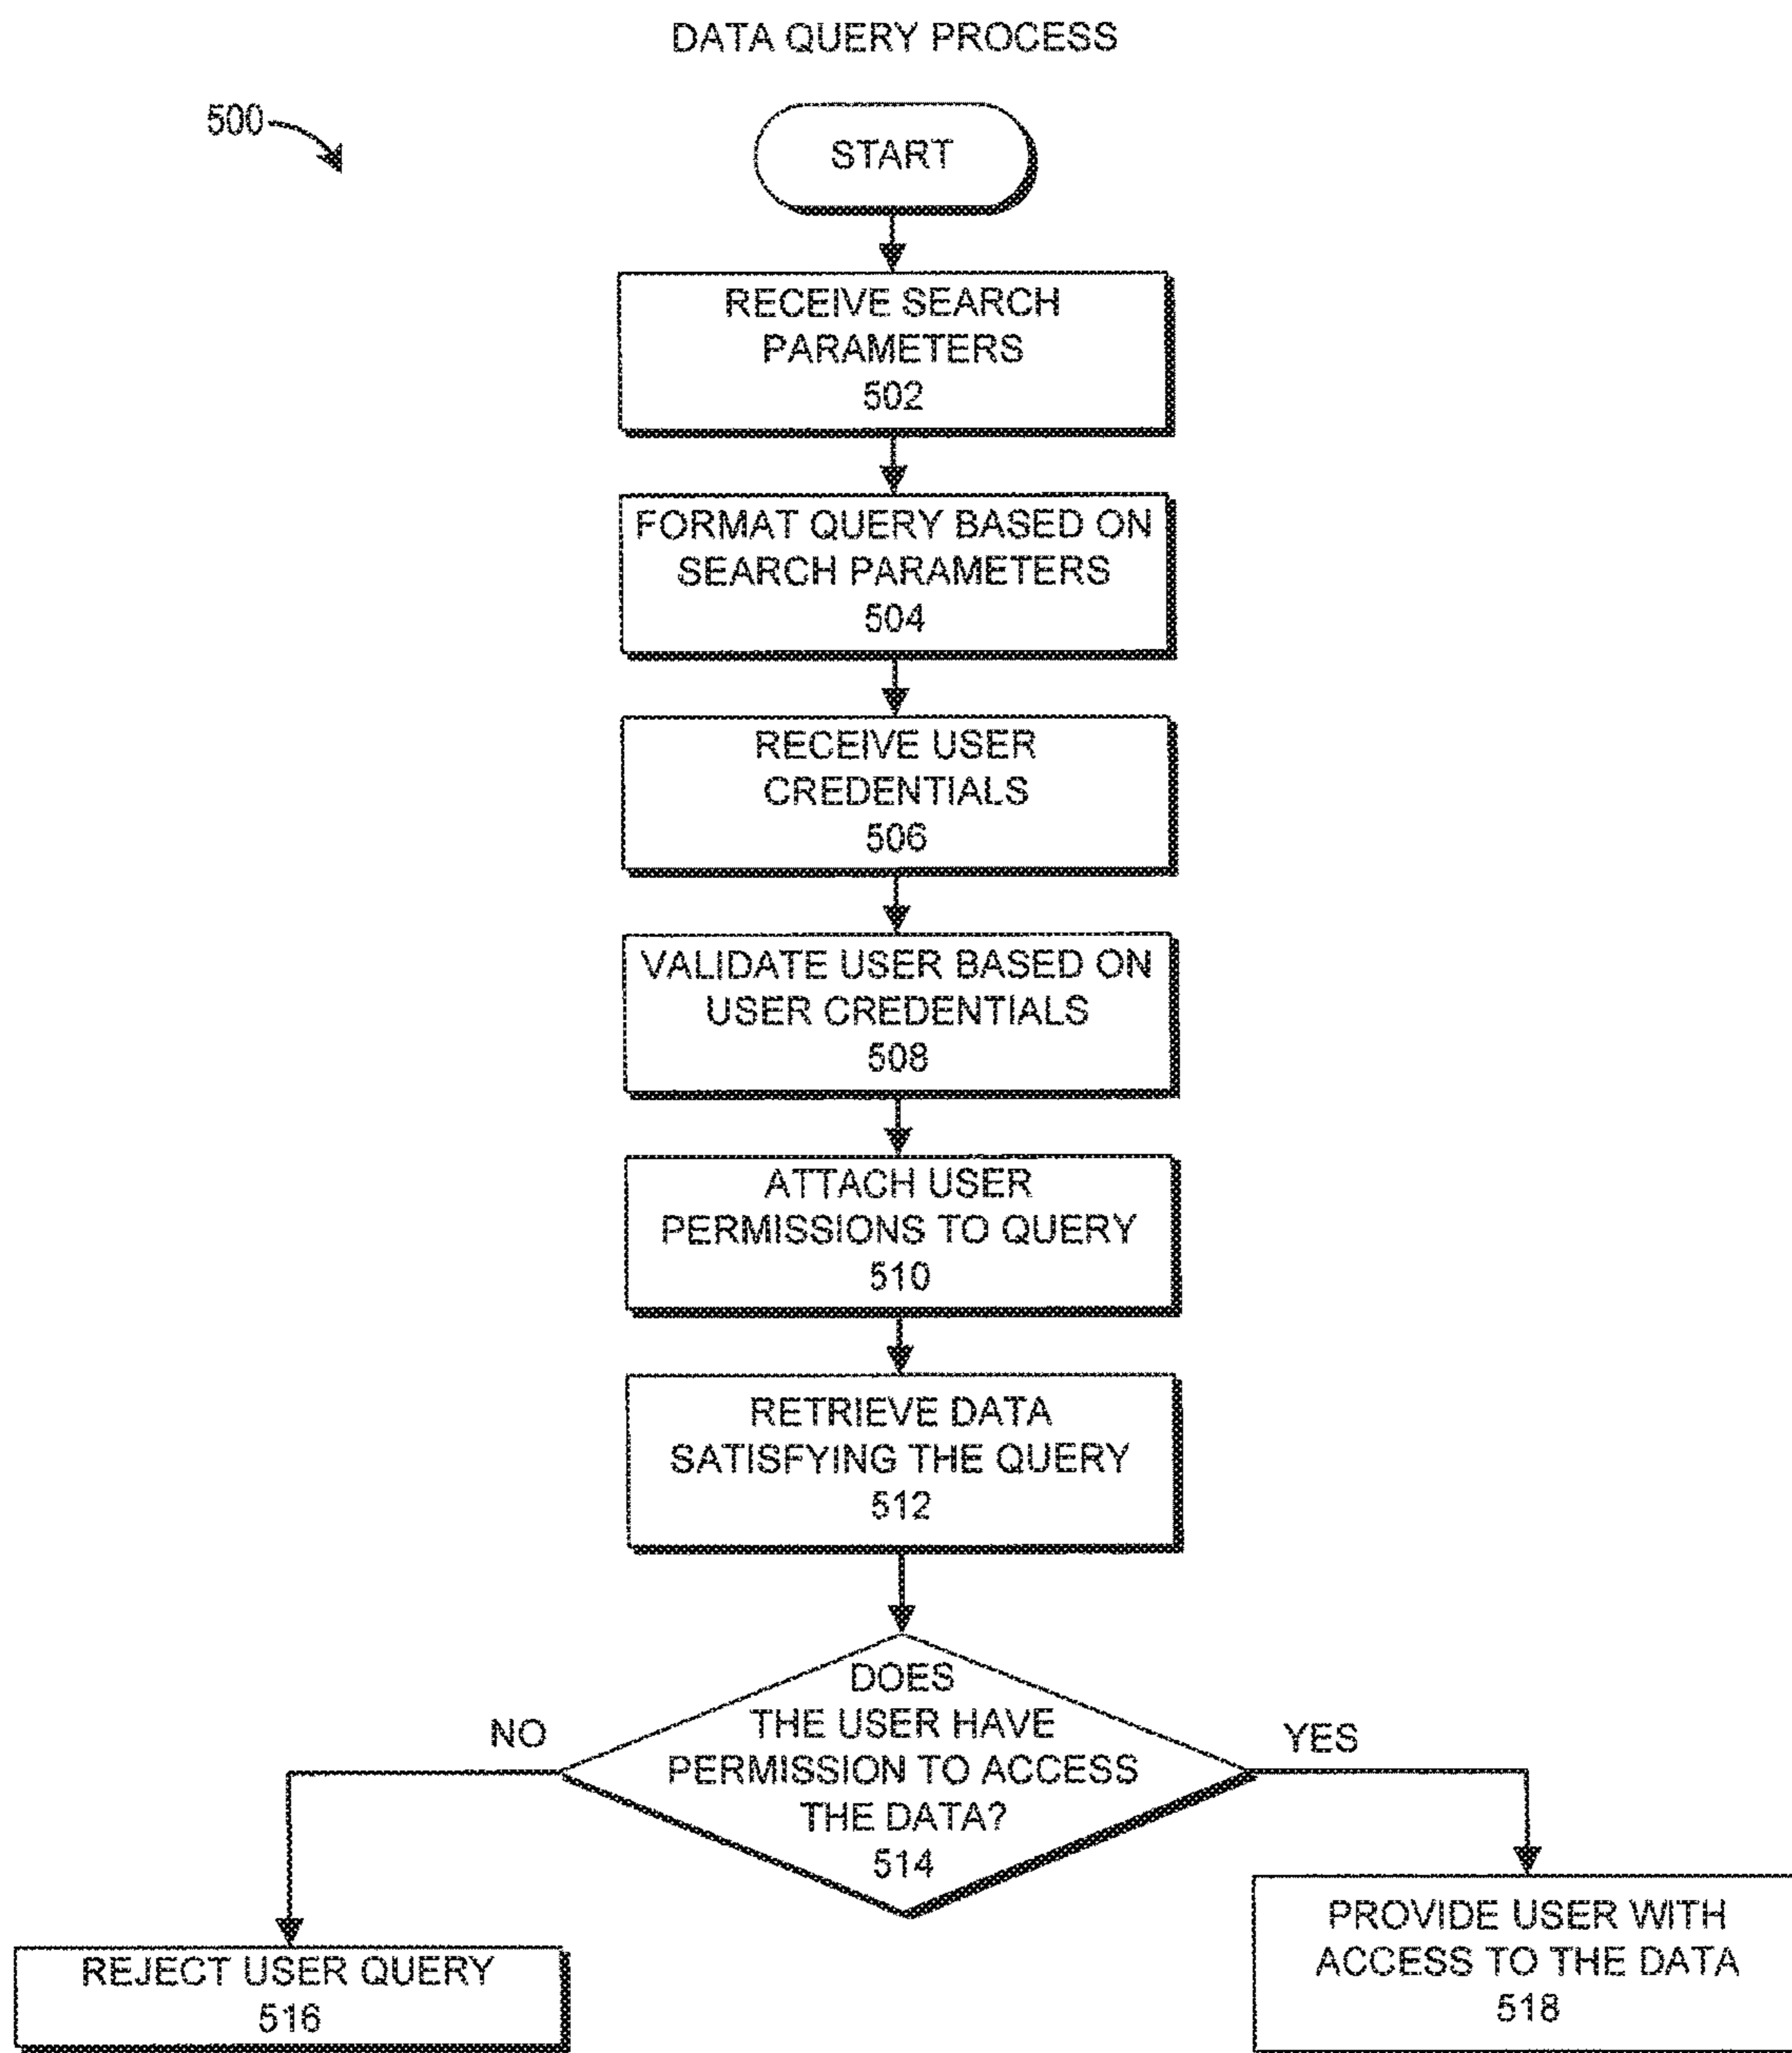 DATA QUERY PROCESS
500
START
RECEIVE SEARCH
PARAMETERS
502
FORMAT QUERY BASED ON
SEARCH PARAMETERS
504
RECEIVE USER
CREDENTIALS
506
VALIDATE USER BASED ON
USER CREDENTIALS
508
ATTACH USER
PERMISSIONS TO QUERY
510
RETRIEVE DATA
SATISFYING THE QUERY
512
DOES
THE USER HAVE
PERMISSION TO ACCESS
THE DATA?
514
NO
YES
REJECT USER QUERY
516
PROVIDE USER WITH
ACCESS TO THE DATA
518